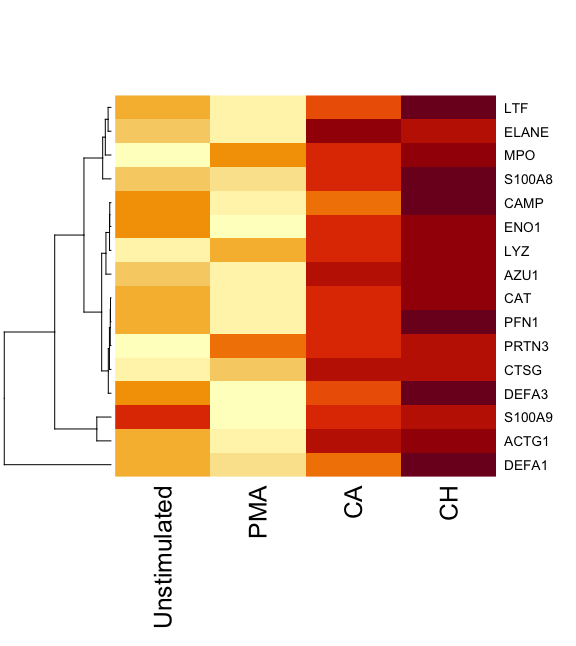 LTF
ELANE
MPO
S100A8
CAMP
ENO1
LYZ
AZU1
CAT
PFN1
PRTN3
CTSG
DEFA3
S100A9
ACTG1
DEFA1
Unstimulated
PMA
CA
CH